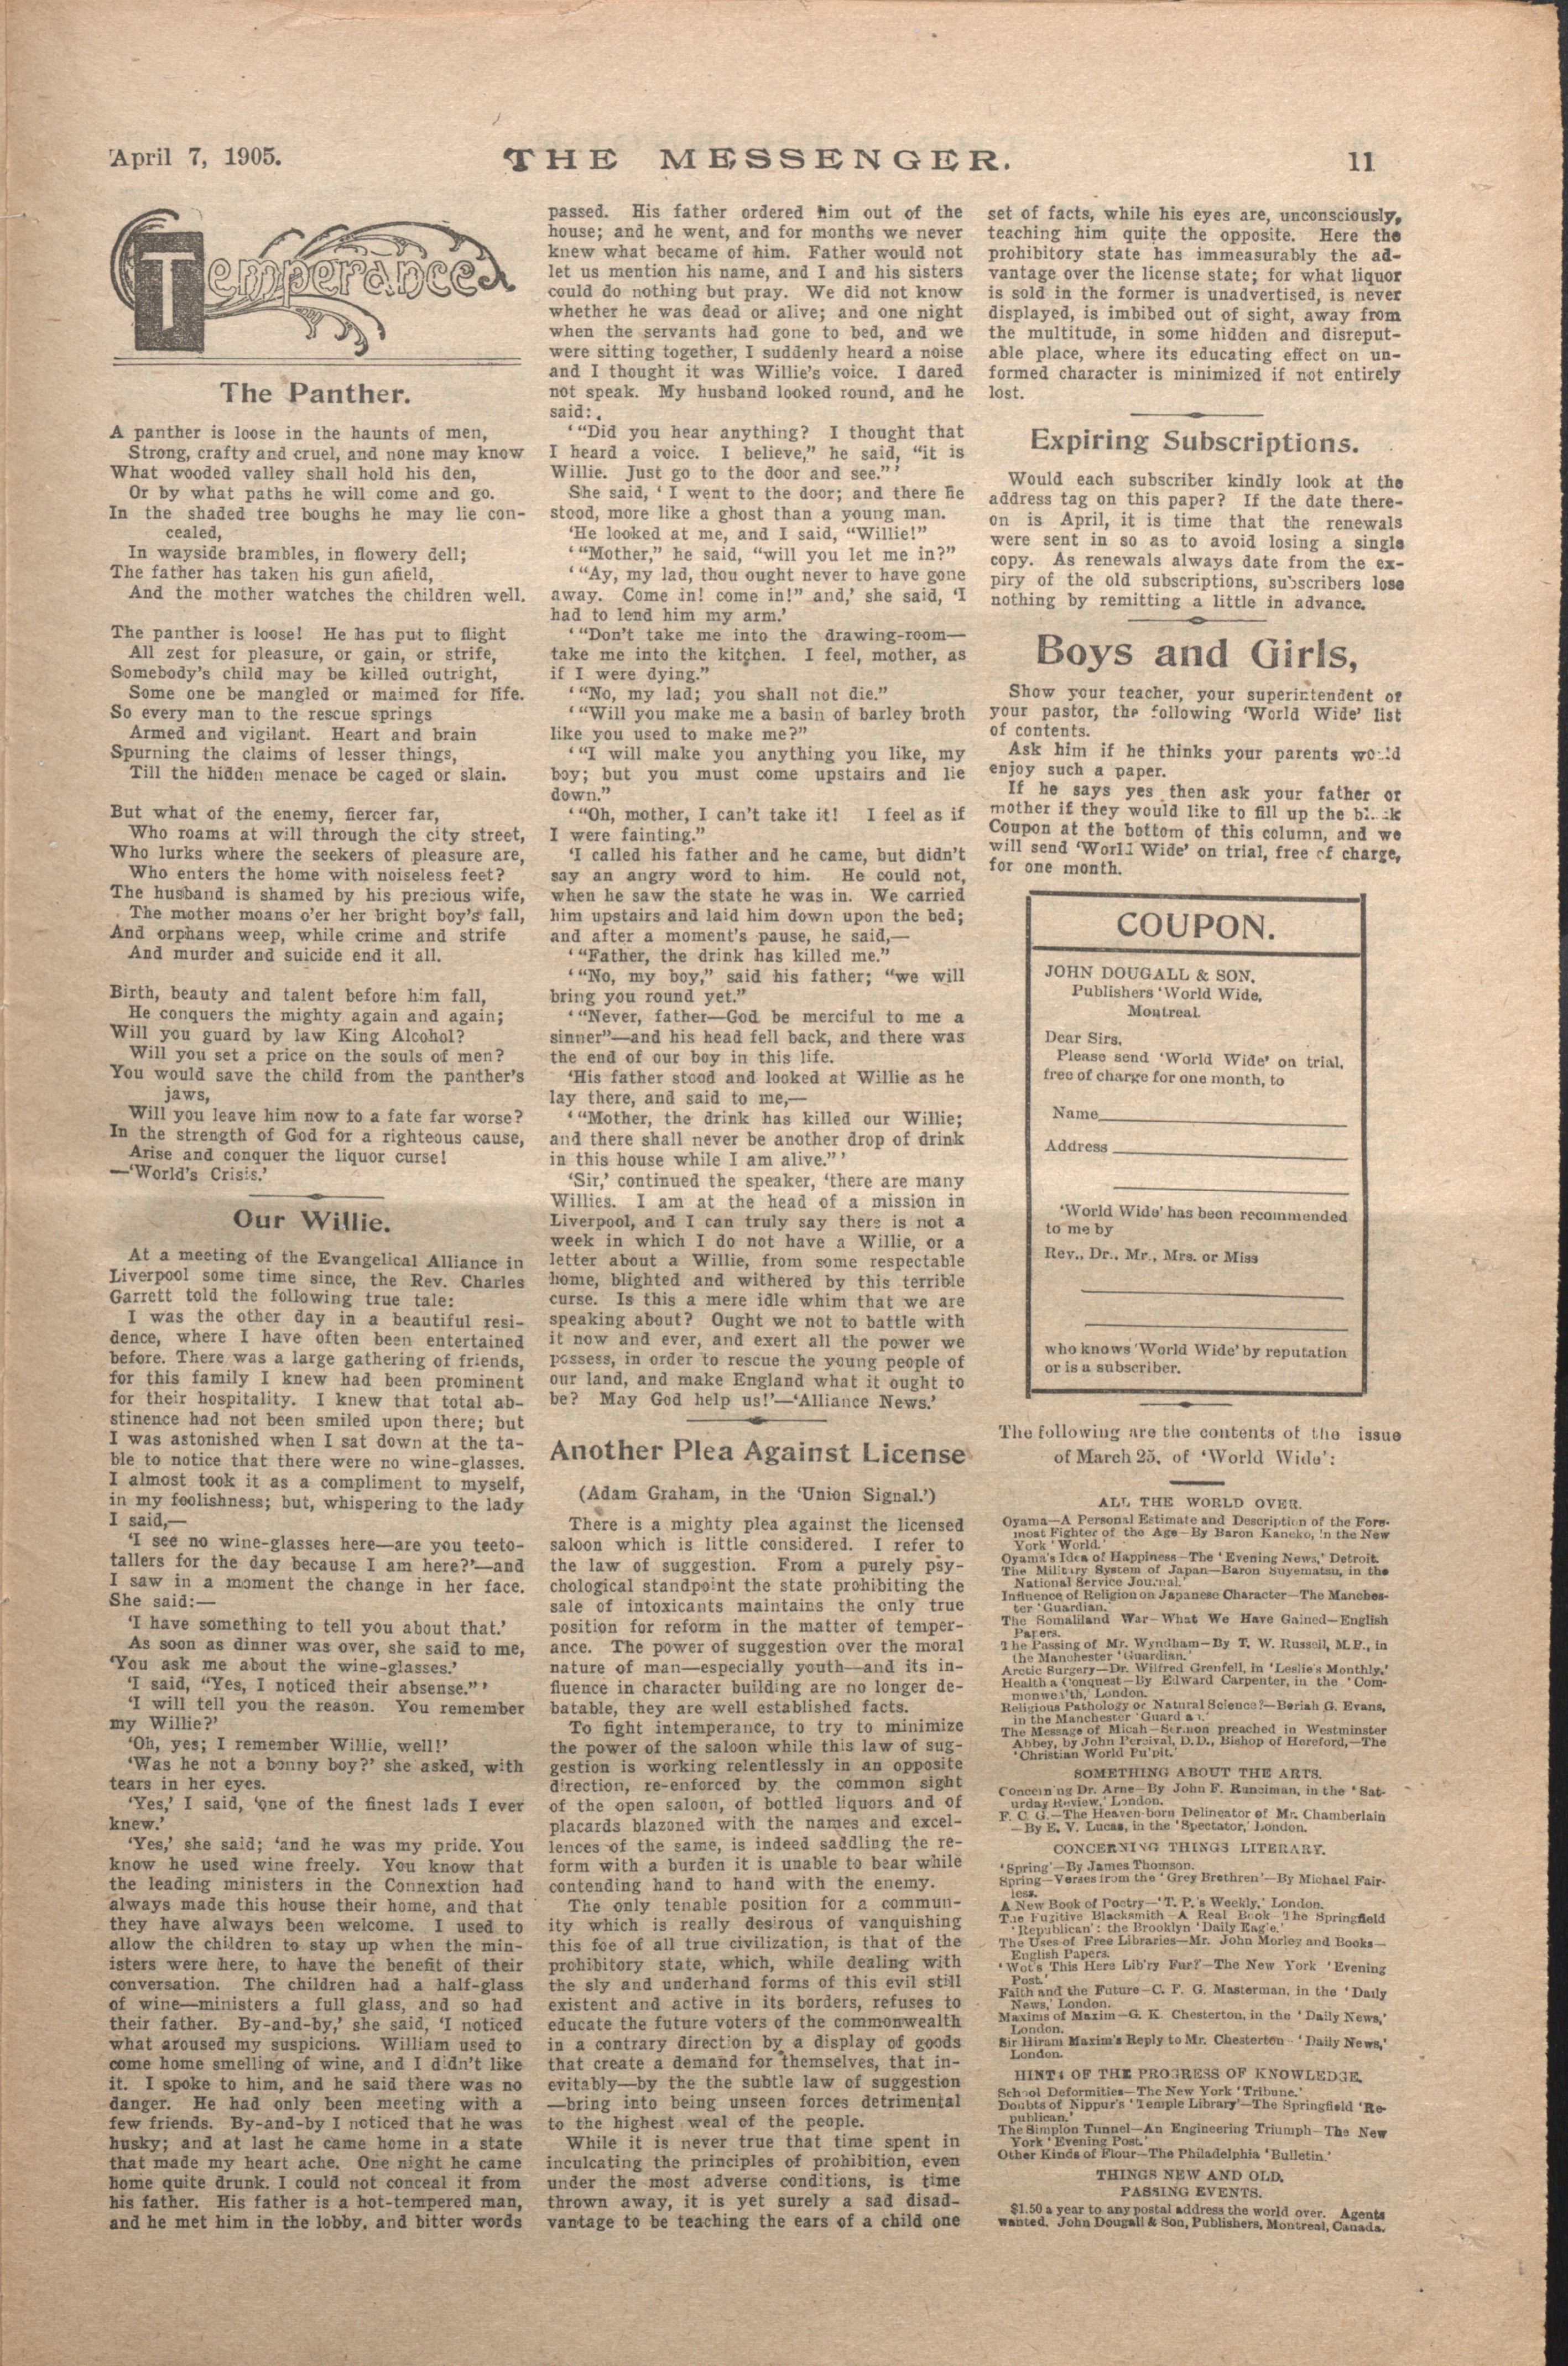 April 7, 1905.
THE MESSENGER.
11
Temperance
The Panther.
A panther is loose in the haunts of men,
Strong, crafty and cruel, and none may know
What wooded valley shall hold his den,
Or by what paths he will come and go.
In the shaded tree boughs he may lie con-
cealed,
In wayside brambles, in flowery dell;
The father has taken his gun afield,
And the mother watches the children well.
The panther is loose! He has put to flight
All zest for pleasure, or gain, or strife,
Somebody's child may be killed outright,
Some one be mangled or maimed for life.
So every man to the rescue springs
Armed and vigilant. Heart and brain
Spurning the claims of lesser things,
Till the hidden menace be caged or slain.
But what of the enemy, fiercer far,
Who roams at will through the city street,
Who lurks where the seekers of pleasure are,
Who enters the home with noiseless feet?
The husband is shamed by his precious wife,
The mother moans o'er her bright boy's fall,
And orphans weep, while crime and strife
And murder and suicide end it all.
Birth, beauty and talent before him fall,
He conquers the mighty again and again;
Will you guard by law King Alcohol?
Will you set a price on the souls of men?
You would save the child from the panther's
jaws,
Will you leave him now to a fate far worse?
In the strength of God for a righteous cause,
Arise and conquer the liquor curse!
—'World's Crisis.'
Our Willie.
At a meeting of the Evangelical Alliance in
Liverpool some time since, the Rev. Charles
Garrett told the following true tale:
I was the other day in a beautiful resi-
dence, where I have often been entertained
before. There was a large gathering of friends,
for this family I knew had been prominent
for their hospitality. I knew that total ab-
stinence had not been smiled upon there; but
I was astonished when I sat down at the ta-
ble to notice that there were no wine-glasses.
I almost took it as a compliment to myself,
in my foolishness; but, whispering to the lady
I said,—
'I see no wine-glasses here—are you teeto-
tallers for the day because I am here?'—and
I saw in a moment the change in her face.
She said:—
'I have something to tell you about that.'
As soon as dinner was over, she said to me,
'You ask me about the wine-glasses.'
'I said, "Yes, I noticed their absense."'
'I will tell you the reason. You remember
my Willie?'
'Oh, yes; I remember Willie, well!'
'Was he not a bonny boy?' she asked, with
tears in her eyes.
'Yes,' I said, 'one of the finest lads I ever
knew.'
'Yes,' she said; 'and he was my pride. You
know he used wine freely. You know that
the leading ministers in the Connextion had
always made this house their home, and that
they have always been welcome. I used to
allow the children to stay up when the min-
isters were here, to have the benefit of their
conversation. The children had a half-glass
of wine—ministers a full glass, and so had
their father. By-and-by,' she said, 'I noticed
what aroused my suspicions. William used to
come home smelling of wine, and I didn't like
it. I spoke to him, and he said there was no
danger. He had only been meeting with a
few friends. By-and-by I noticed that he was
husky; and at last he came home in a state
that made my heart ache. One night he came
home quite drunk. I could not conceal it from
his father. His father is a hot-tempered man,
and he met him in the lobby, and bitter words
passed. His father ordered him out of the
house; and he went, and for months we never
knew what became of him. Father would not
let us mention his name, and I and his sisters
could do nothing but pray. We did not know
whether he was dead or alive; and one night
when the servants had gone to bed, and we
were sitting together, I suddenly heard a noise
and I thought it was Willie's voice. I dared
not speak. My husband looked round, and he
said:
'"Did you hear anything? I thought that
I heard a voice. I believe," he said, "it is
Willie. Just go to the door and see."'
She said, 'I went to the door; and there he
stood, more like a ghost than a young man.
'He looked at me, and I said, "Willie!"
'"Mother," he said, "will you let me in?"
'"Ay, my lad, thou ought never to have gone
away. Come in! come in!" and,' she said, 'I
had to lend him my arm.'
'"Don't take me into the drawing-room—
take me into the kitchen. I feel, mother, as
if I were dying."
'"No, my lad; you shall not die."
'"Will you make me a basin of barley broth
like you used to make me?"
'"I will make you anything you like, my
boy; but you must come upstairs and lie
down."
'"Oh, mother, I can't take it! I feel as if
I were fainting."
'I called his father and he came, but didn't
say an angry word to him. He could not,
when he saw the state he was in. We carried
him upstairs and laid him down upon the bed;
and after a moment's pause, he said,—
'"Father, the drink has killed me."
'"No, my boy," said his father; "we will
bring you round yet."
'"Never, father—God be merciful to me a
sinner"—and his head fell back, and there was
the end of our boy in this life.
'His father stood and looked at Willie as he
lay there, and said to me,—
'"Mother, the drink has killed our Willie;
and there shall never be another drop of drink
in this house while I am alive."'
'Sir,' continued the speaker, 'there are many
Willies. I am at the head of a mission in
Liverpool, and I can truly say there is not a
week in which I do not have a Willie, or a
letter about a Willie, from some respectable
home, blighted and withered by this terrible
curse. Is this a mere idle whim that we are
speaking about? Ought we not to battle with
it now and ever, and exert all the power we
possess, in order to rescue the young people of
our land, and make England what it ought to
be? May God help us!'—'Alliance News.'
Another Plea Against License
(Adam Graham, in the 'Union Signal.')
There is a mighty plea against the licensed
saloon which is little considered. I refer to
the law of suggestion. From a purely psy-
chological standpoint the state prohibiting the
sale of intoxicants maintains the only true
position for reform in the matter of temper-
ance. The power of suggestion over the moral
nature of man—especially youth—and its in-
fluence in character building are no longer de-
batable, they are well established facts.
To fight intemperance, to try to minimize
the power of the saloon while this law of sug-
gestion is working relentlessly in an opposite
direction, re-enforced by the common sight
of the open saloon, of bottled liquors and of
placards blazoned with the names and excel-
lences of the same, is indeed saddling the re-
form with a burden it is unable to bear while
contending hand to hand with the enemy.
The only tenable position for a commun-
ity which is really desirous of vanquishing
this foe of all true civilization, is that of the
prohibitory state, which, while dealing with
the sly and underhand forms of this evil still
existent and active in its borders, refuses to
educate the future voters of the commonwealth
in a contrary direction by a display of goods
that create a demand for themselves, that in-
evitably—by the the subtle law of suggestion
—bring into being unseen forces detrimental
to the highest weal of the people.
While it is never true that time spent in
inculcating the principles of prohibition, even
under the most adverse conditions, is time
thrown away, it is yet surely a sad disad-
vantage to be teaching the ears of a child one
set of facts, while his eyes are, unconsciously,
teaching him quite the opposite. Here the
prohibitory state has immeasurably the ad-
vantage over the license state; for what liquor
is sold in the former is unadvertised, is never
displayed, is imbibed out of sight, away from
the multitude, in some hidden and disreput-
able place, where its educating effect on un-
formed character is minimized if not entirely
lost.
Expiring Subscriptions.
Would each subscriber kindly look at the
address tag on this paper? If the date there-
on is April, it is time that the renewals
were sent in so as to avoid losing a single
copy. As renewals always date from the ex-
piry of the old subscriptions, subscribers lose
nothing by remitting a little in advance.
Boys and Girls,
Show your teacher, your superintendent or
your pastor, the following 'World Wide' list
of contents.
Ask him if he thinks your parents would
enjoy such a paper.
If he says yes then ask your father or
mother if they would like to fill up the blank
Coupon at the bottom of this column, and we
will send 'World Wide' on trial, free of charge,
for one month.
COUPON.
JOHN DOUGALL & SON,
Publishers 'World Wide,
Montreal.
Dear Sirs,
Please send 'World Wide' on trial,
free of charge for one month, to
Name
Address
'World Wide' has been recommended
to me by
Rev., Dr., Mr., Mrs. or Miss
who knows 'World Wide' by reputation
or is a subscriber.
The following are the contents of the issue
of March 25, of 'World Wide':
ALL THE WORLD OVER.
Oyama—A Personal Estimate and Description of the Fore-
most Fighter of the Age—By Baron Kaneko, in the New
York 'World.'
Oyama's Idea of Happiness—The 'Evening News,' Detroit.
The Military System of Japan—Baron Suyematsu, in the
National Service Journal.'
Influence of Religion on Japanese Character—The Manches-
ter 'Guardian.'
The Somaliland War—What We Have Gained—English
Papers.
The Passing of Mr. Wyndham—By T. W. Russell, M.P., in
the Manchester 'Guardian.'
Arctic Surgery—Dr. Wilfred Grenfell, in 'Leslie's Monthly.'
Health a Conquest—By Edward Carpenter, in the 'Com-
monwealth,' London.
Religious Pathology or Natural Science?—Beriah G. Evans,
in the Manchester 'Guardian.'
The Message of Micah—Sermon preached in Westminster
Abbey, by John Percival, D.D., Bishop of Hereford,—The
'Christian World Pulpit.'
SOMETHING ABOUT THE ARTS.
Concerning Dr. Arne—By John F. Runciman, in the 'Sat-
urday Review,' London.
F. C. G.—The Heaven-born Delineator of Mr. Chamberlain
—By E. V. Lucas, in the 'Spectator,' London.
CONCERNING THINGS LITERARY.
'Spring'—By James Thomson.
Spring—Verses from the 'Grey Brethren'—By Michael Fair-
less.
A New Book of Poetry—'T. P.'s Weekly,' London.
The Fugitive Blacksmith—A Real Book—The Springfield
'Republican'; the Brooklyn 'Daily Eagle.'
The Uses of Free Libraries—Mr. John Morley and Books—
English Papers.
'Wot's This Here Lib'ry Fur?'—The New York 'Evening
Post.'
Faith and the Future—C. F. G. Masterman, in the 'Daily
News,' London.
Maxims of Maxim—G. K. Chesterton, in the 'Daily News,'
London.
Sir Hiram Maxim's Reply to Mr. Chesterton—'Daily News,'
London.
HINTS OF THE PROGRESS OF KNOWLEDGE.
School Deformities—The New York 'Tribune.'
Doubts of Nippur's 'Temple Library'—The Springfield 'Re-
publican.'
The Simplon Tunnel—An Engineering Triumph—The New
York 'Evening Post.'
Other Kinds of Flour—The Philadelphia 'Bulletin.'
THINGS NEW AND OLD.
PASSING EVENTS.
$1.50 a year to any postal address the world over. Agents
wanted. John Dougall & Son, Publishers, Montreal, Canada.